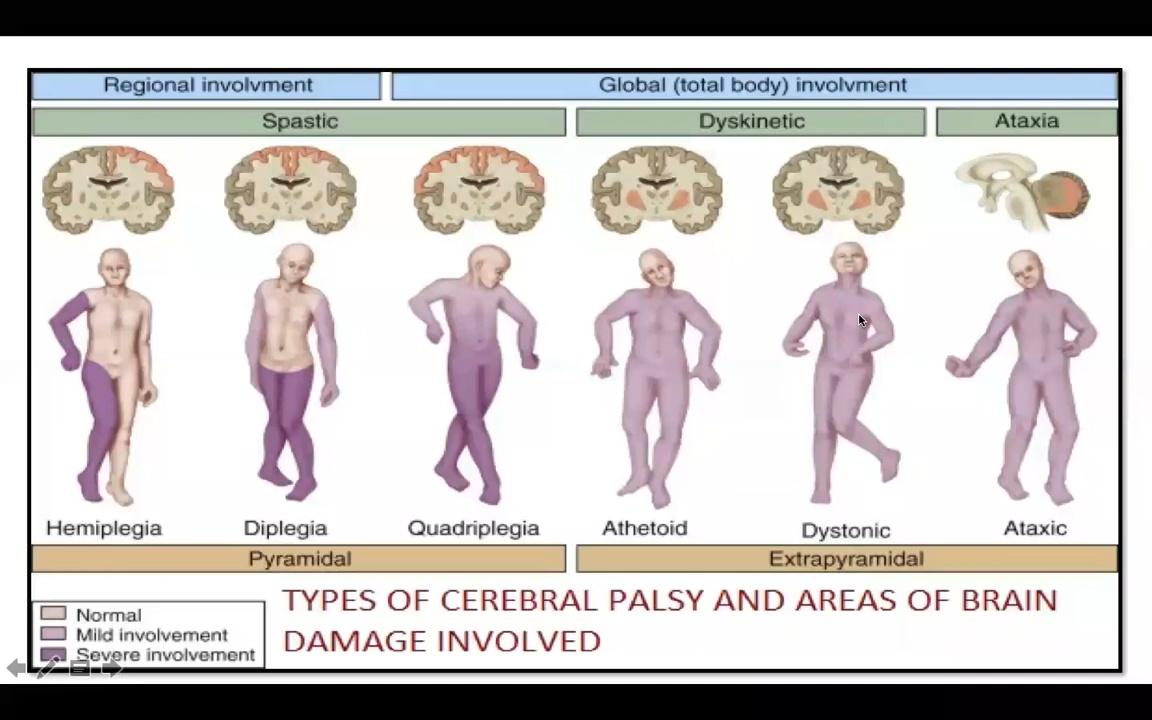 Regional involvment
Global (total body) involvment
Spastic
Dyskinetic
Ataxia
Hemiplegia
Diplegia
Quadriplegia
Athetoid
Dystonic
Ataxic
Pyramidal
Extrapyramidal
Normal
Mild involvement
Severe involvement
TYPES OF CEREBRAL PALSY AND AREAS OF BRAIN
DAMAGE INVOLVED